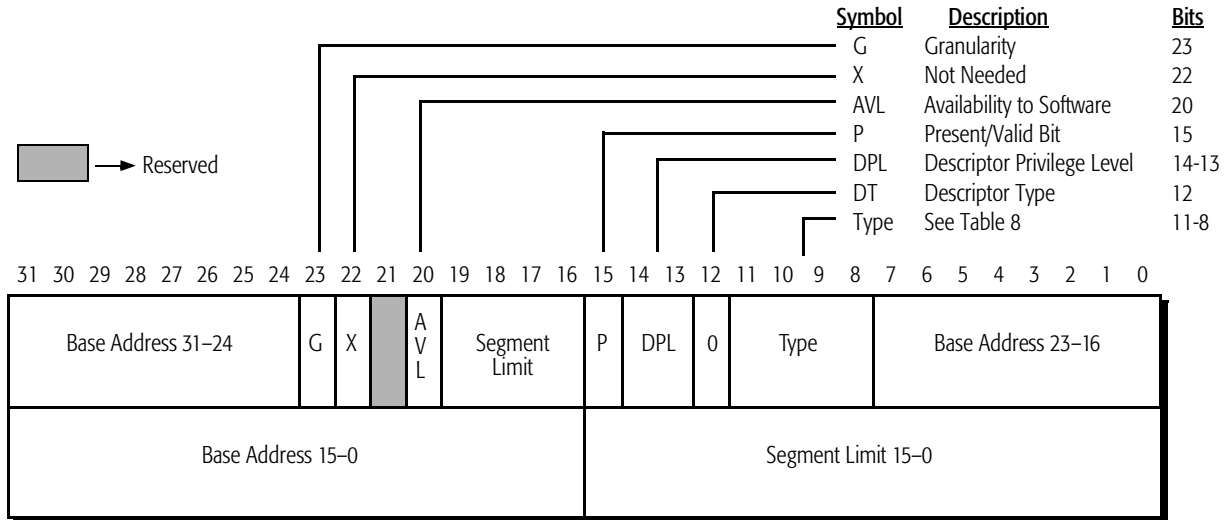 Symbol Description Bits
G Granularity 23
X Not Needed 22
AVL Availability to Software 20
P Present/Valid Bit 15
DPL Descriptor Privilege Level 14-13
DT Descriptor Type 12
Type See Table 8 11-8
Reserved
31 30 29 28 27 26 25 24 23 22 21 20 19 18 17 16 15 14 13 12 11 10 9 8 7 6 5 4 3 2 1 0
Base Address 31–24
G
X
A
V
L
Segment
Limit
P
DPL
0
Type
Base Address 23–16
Base Address 15–0
Segment Limit 15–0